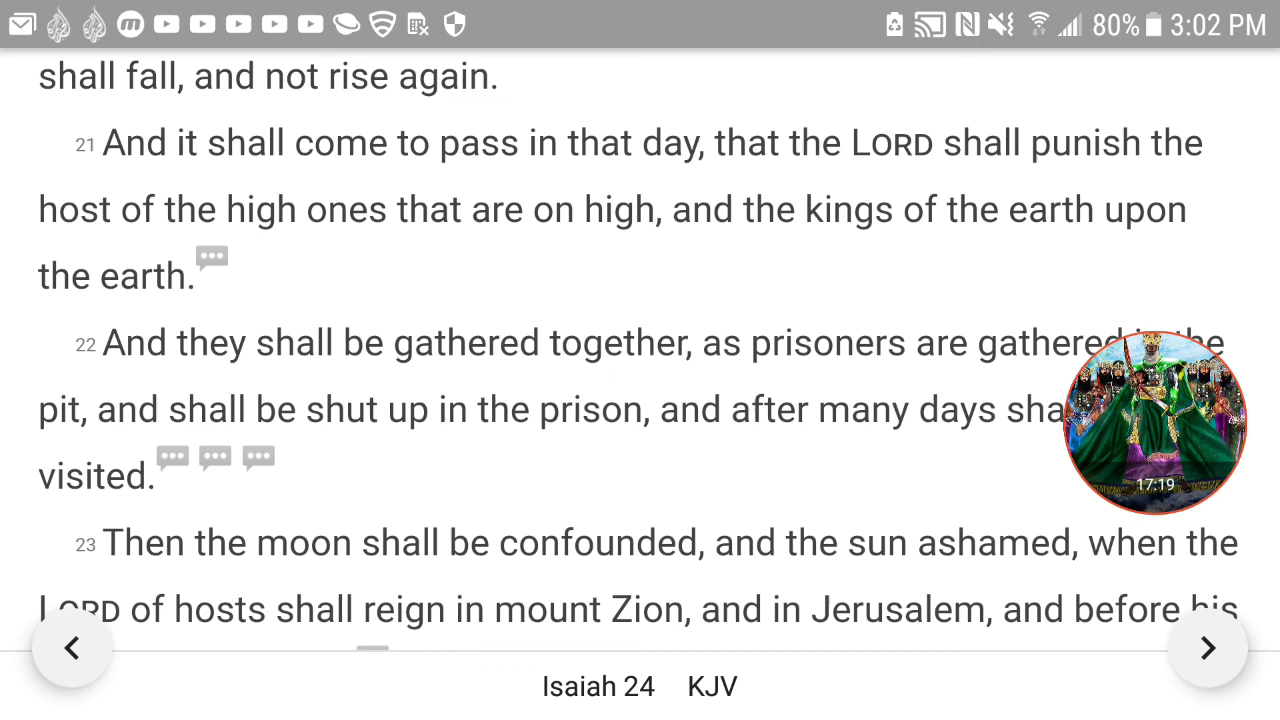 80% 3:02 PM
shall fall, and not rise again.
21 And it shall come to pass in that day, that the LORD shall punish the
host of the high ones that are on high, and the kings of the earth upon
the earth.
22 And they shall be gathered together, as prisoners are gathered in the
pit, and shall be shut up in the prison, and after many days
visited.
17:19
23 Then the moon shall be confounded, and the sun ashamed, when the
LORD of hosts shall reign in mount Zion, and in Jerusalem, and before his
Isaiah 24 KJV